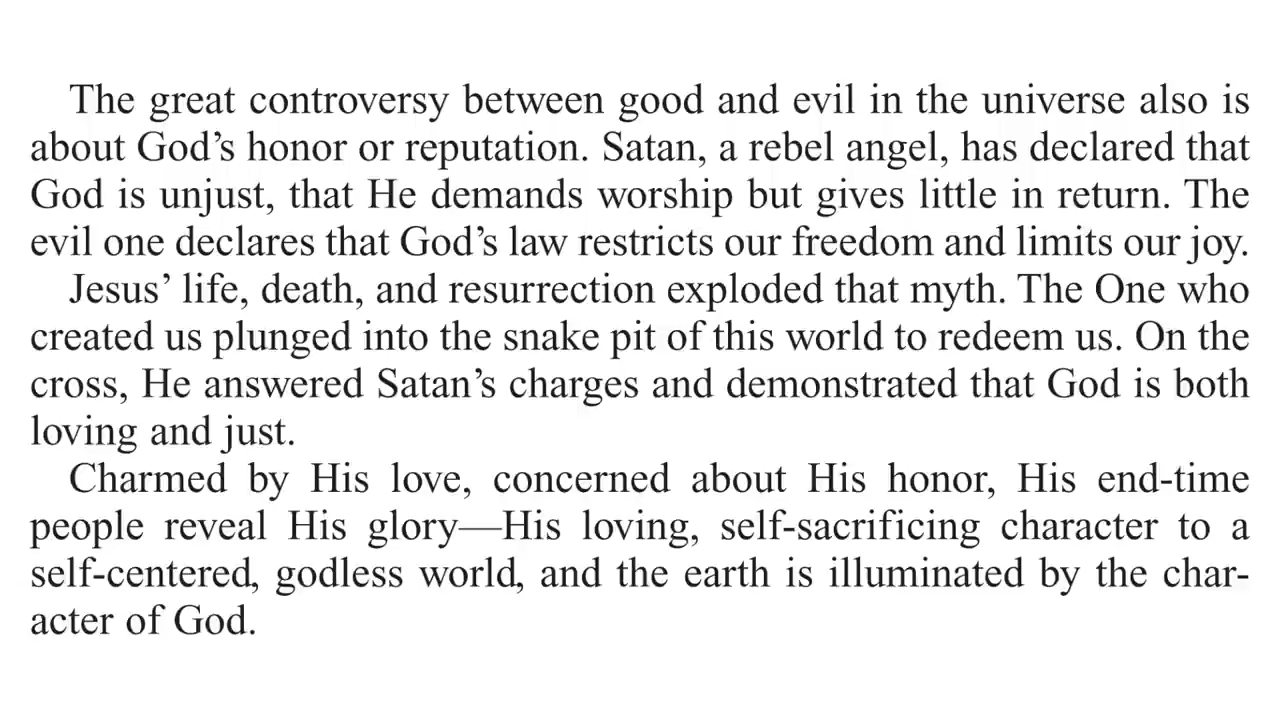 The great controversy between good and evil in the universe also is
about God’s honor or reputation. Satan, a rebel angel, has declared that
God is unjust, that He demands worship but gives little in return. The
evil one declares that God’s law restricts our freedom and limits our joy.
Jesus’ life, death, and resurrection exploded that myth. The One who
created us plunged into the snake pit of this world to redeem us. On the
cross, He answered Satan’s charges and demonstrated that God is both
loving and just.
Charmed by His love, concerned about His honor, His end-time
people reveal His glory—His loving, self-sacrificing character to a
self-centered, godless world, and the earth is illuminated by the char-
acter of God.